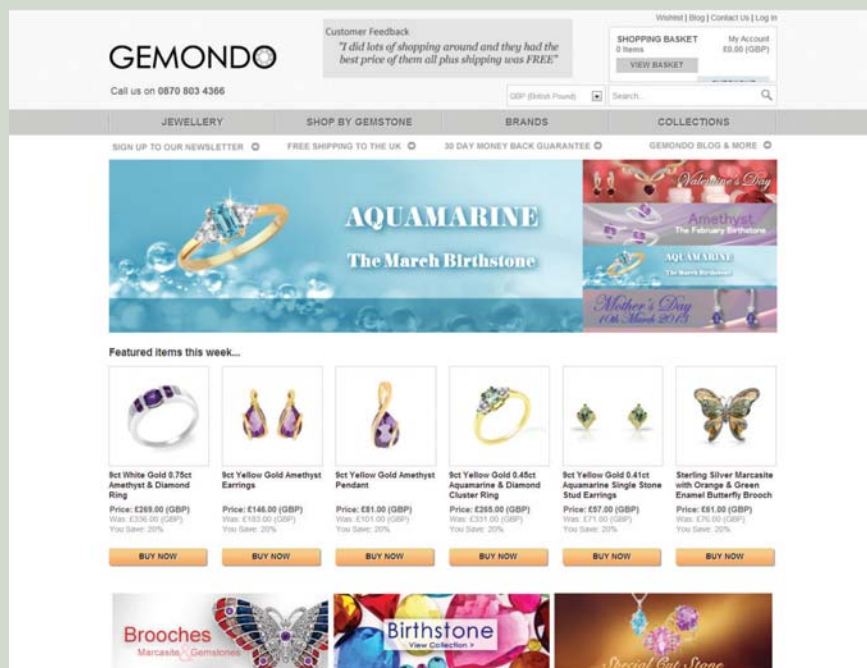 Wishlist | Blog | Contact Us | Log in
GEMONDO
Customer Feedback
"I did lots of shopping around and they had the
best price of them all plus shipping was FREE"
SHOPPING BASKET
0 Items
My Account
£0.00 (GBP)
VIEW BASKET
Call us on 0870 803 4366
GBP (British Pound)
Search...
JEWELLERY SHOP BY GEMSTONE BRANDS COLLECTIONS
SIGN UP TO OUR NEWSLETTER FREE SHIPPING TO THE UK 30 DAY MONEY BACK GUARANTEE GEMONDO BLOG & MORE
AQUAMARINE
The March Birthstone
Valentine's Day
Amethyst
The February Birthstone
AQUAMARINE
The March Birthstone
Mother's Day
10th March 2013
Featured items this week...
9ct White Gold 0.75ct
Amethyst & Diamond
Ring
Price: £269.00 (GBP)
Was: £336.00 (GBP)
You Save: 20%
BUY NOW
9ct Yellow Gold Amethyst
Earrings
Price: £146.00 (GBP)
Was: £183.00 (GBP)
You Save: 20%
BUY NOW
9ct Yellow Gold Amethyst
Pendant
Price: £81.00 (GBP)
Was: £101.00 (GBP)
You Save: 20%
BUY NOW
9ct Yellow Gold 0.45ct
Aquamarine & Diamond
Cluster Ring
Price: £265.00 (GBP)
Was: £331.00 (GBP)
You Save: 20%
BUY NOW
9ct Yellow Gold 0.41ct
Aquamarine Single Stone
Stud Earrings
Price: £57.00 (GBP)
Was: £71.00 (GBP)
You Save: 20%
BUY NOW
Sterling Silver Marcasite
with Orange & Green
Enamel Butterfly Brooch
Price: £61.00 (GBP)
Was: £76.00 (GBP)
You Save: 20%
BUY NOW
Brooches
Marcasite & Gemstones
Birthstone
View Collection >
Special Cut Stone